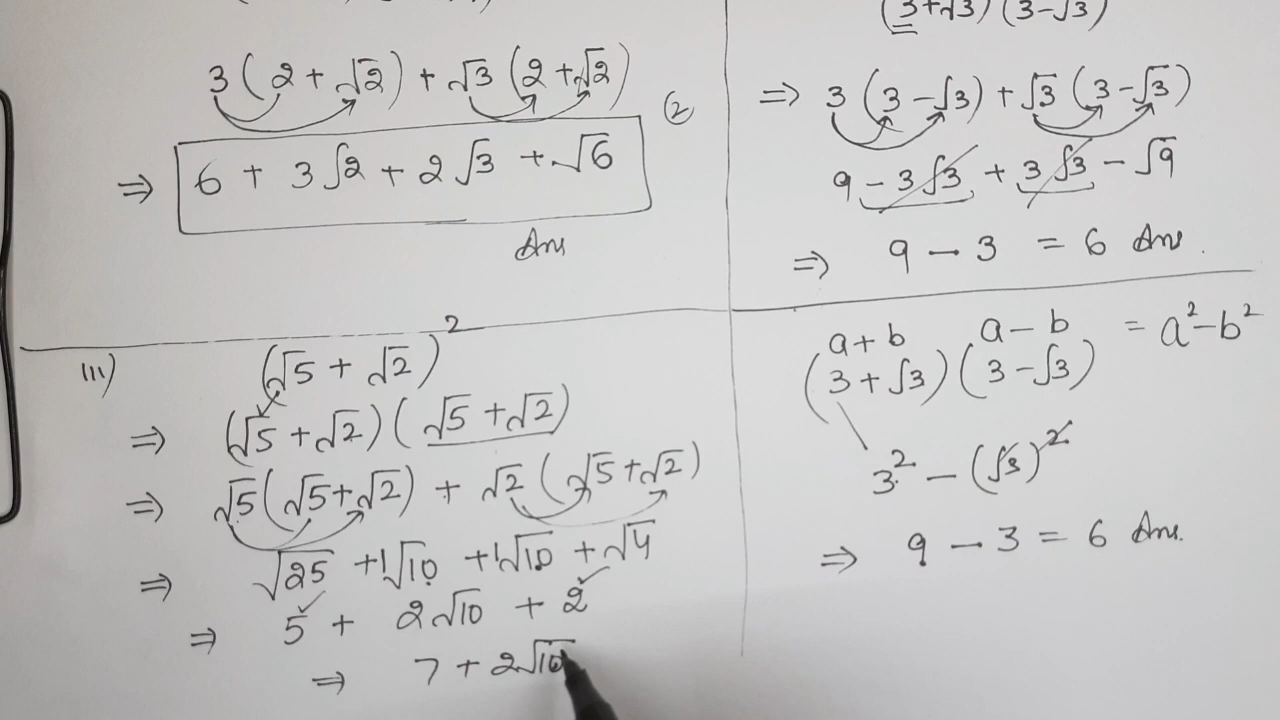 3(2 + √2) + √3(2 + √2)
⇒ 6 + 3√2 + 2√3 + √6
Ans
②
(3+√3)(3-√3)
⇒ 3(3-√3) + √3(3-√3)
9 - 3√3 + 3√3 - √9
⇒ 9 - 3 = 6 Ans.
III) (√5 + √2)²
⇒ (√5 + √2)(√5 + √2)
⇒ √5(√5+√2) + √2(√5+√2)
⇒ √25 + 1√10 + 1√10 + √4
⇒ 5 + 2√10 + 2
⇒ 7 + 2√10
a+b a-b = a²-b²
(3+√3)(3-√3)
3² - (√3)²
⇒ 9 - 3 = 6 Ans.